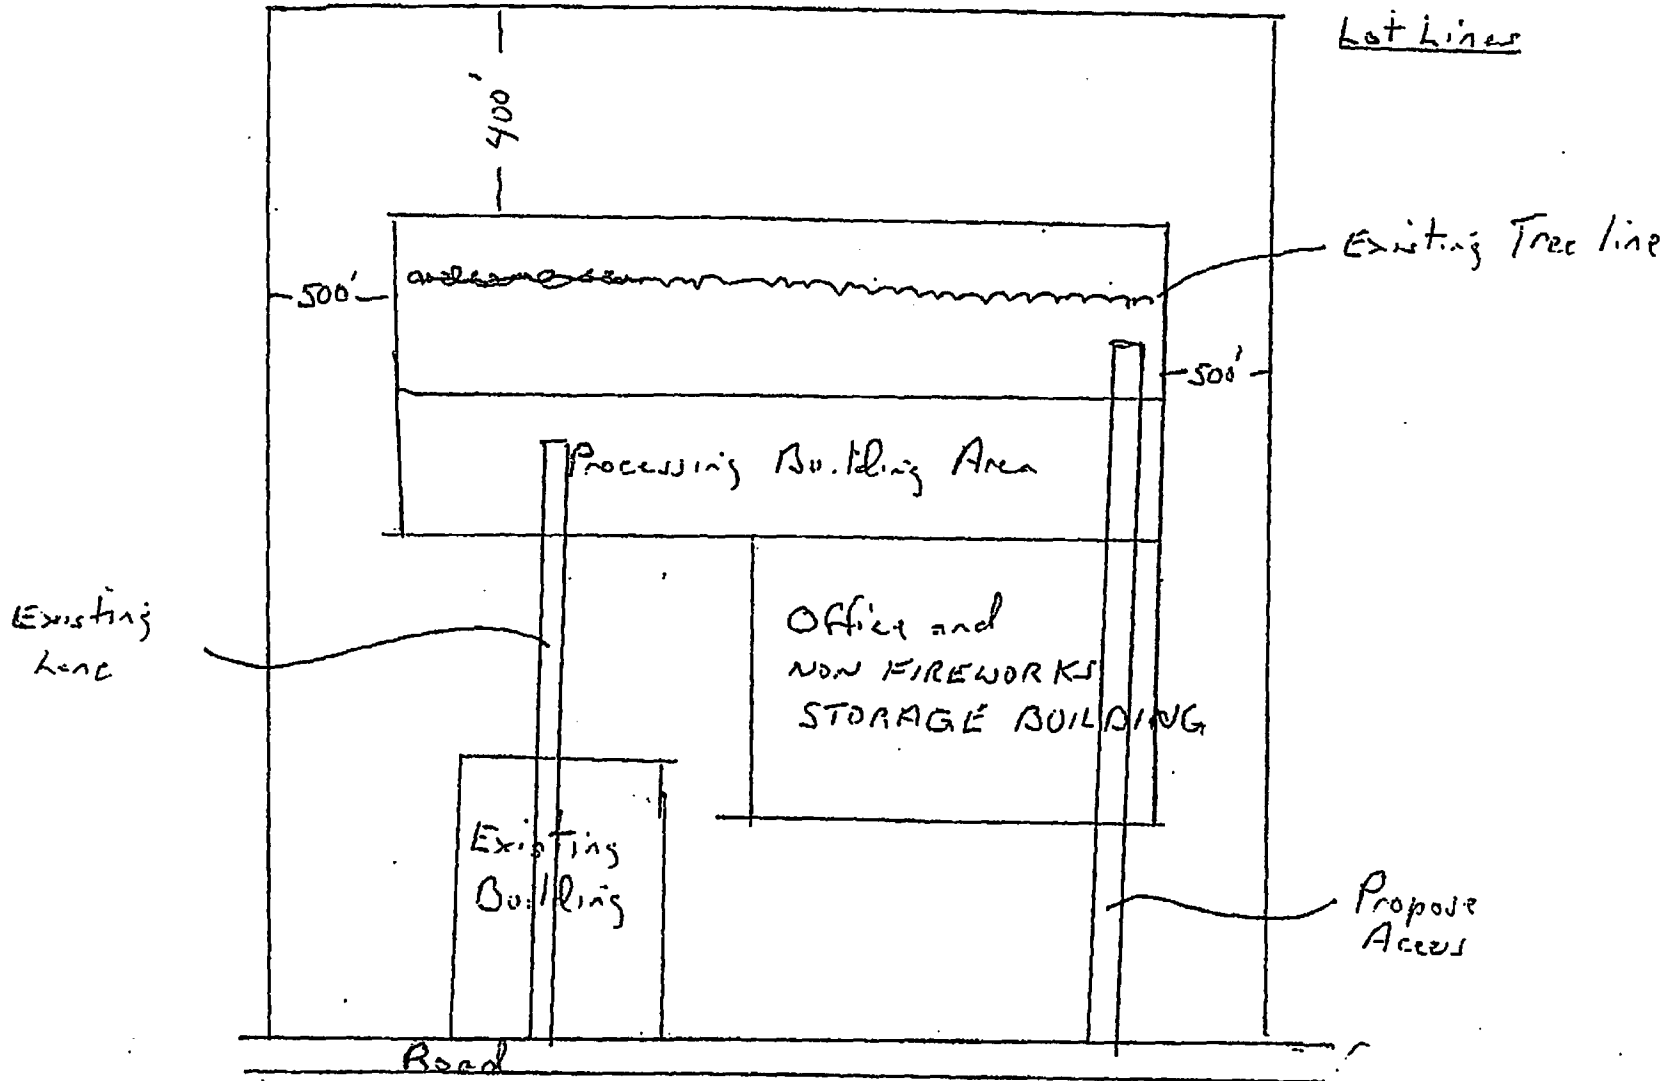 Lot Lines
400'
Existing Tree line
500'
500'
Processing Building Area
Existing
Lane
Office and
NON FIREWORKS
STORAGE BUILDING
Existing
Building
Propose
Access
Road